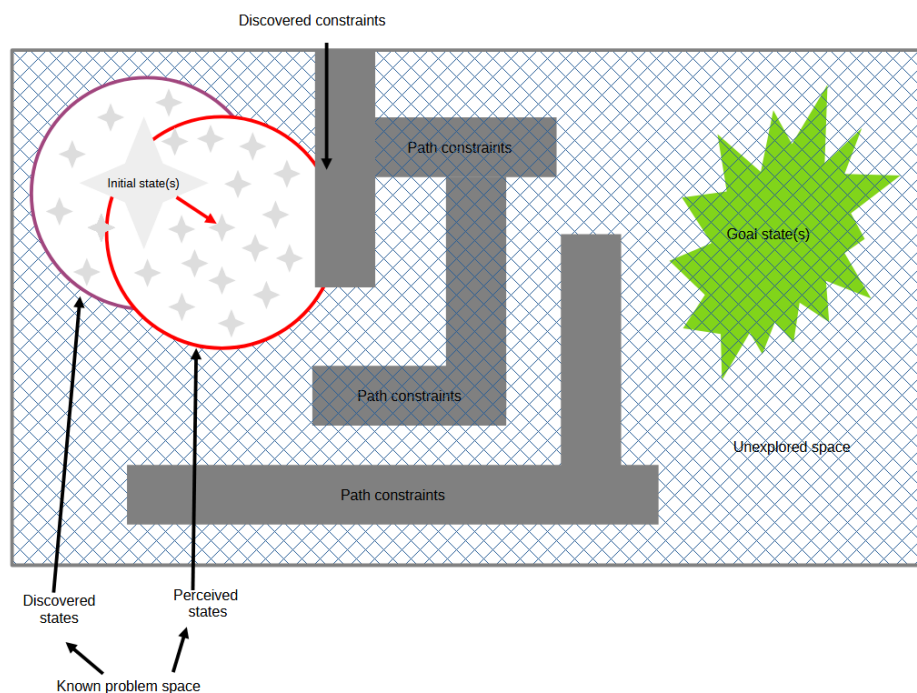 Discovered constraints
Path constraints
Initial state(s)
Goal state(s)
Path constraints
Unexplored space
Path constraints
Discovered
states
Perceived
states
Known problem space